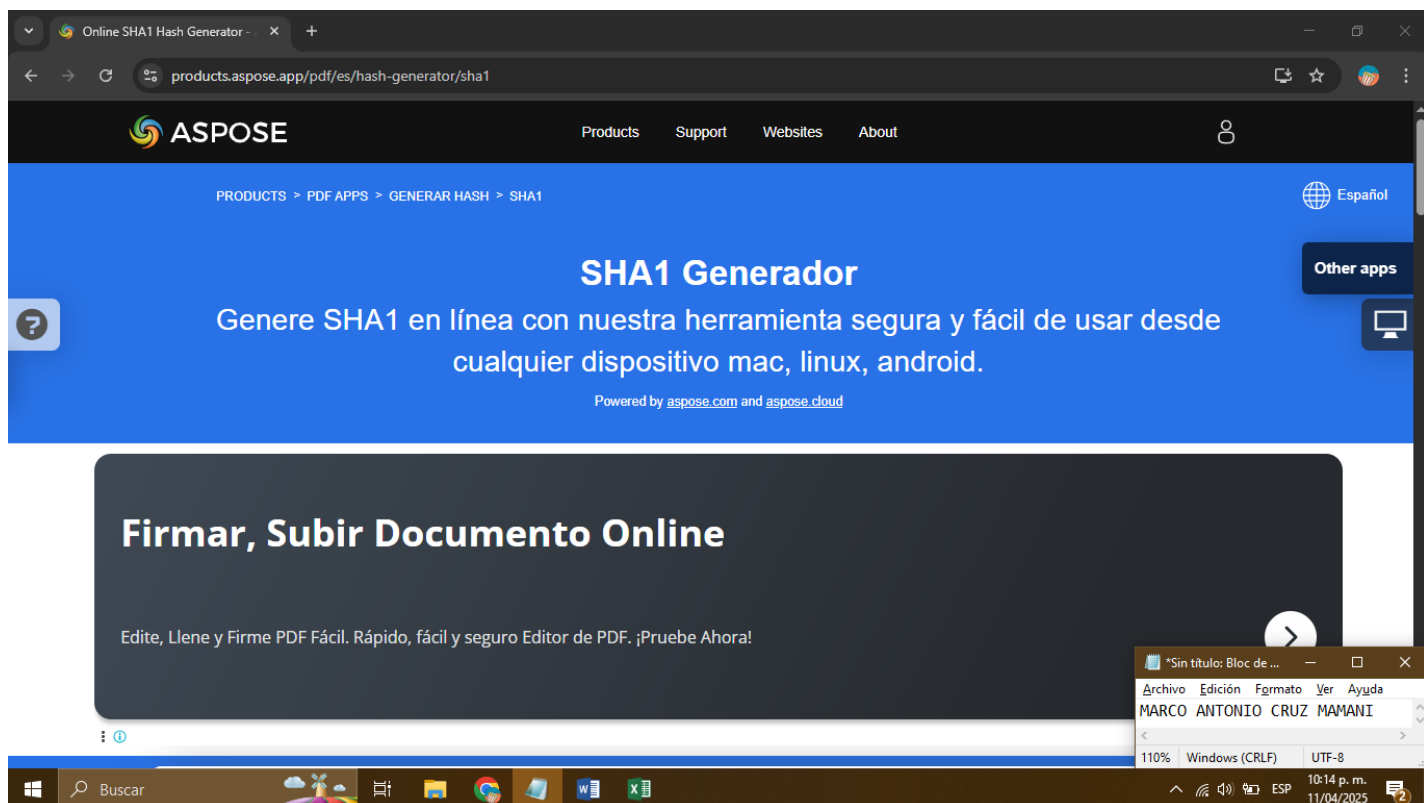 Online SHA1 Hash Generator -
products.aspose.app/pdf/es/hash-generator/sha1
ASPOSE
Products Support Websites About
PRODUCTS > PDF APPS > GENERAR HASH > SHA1
Español
Other apps
SHA1 Generador
Genere SHA1 en línea con nuestra herramienta segura y fácil de usar desde
cualquier dispositivo mac, linux, android.
Powered by aspose.com and aspose.cloud
Firmar, Subir Documento Online
Edite, Llene y Firme PDF Fácil. Rápido, fácil y seguro Editor de PDF. ¡Pruebe Ahora!
*Sin título: Bloc de ...
Archivo Edición Formato Ver Ayuda
MARCO ANTONIO CRUZ MAMANI
110% Windows (CRLF) UTF-8
Buscar
ESP
10:14 p. m.
11/04/2025
2